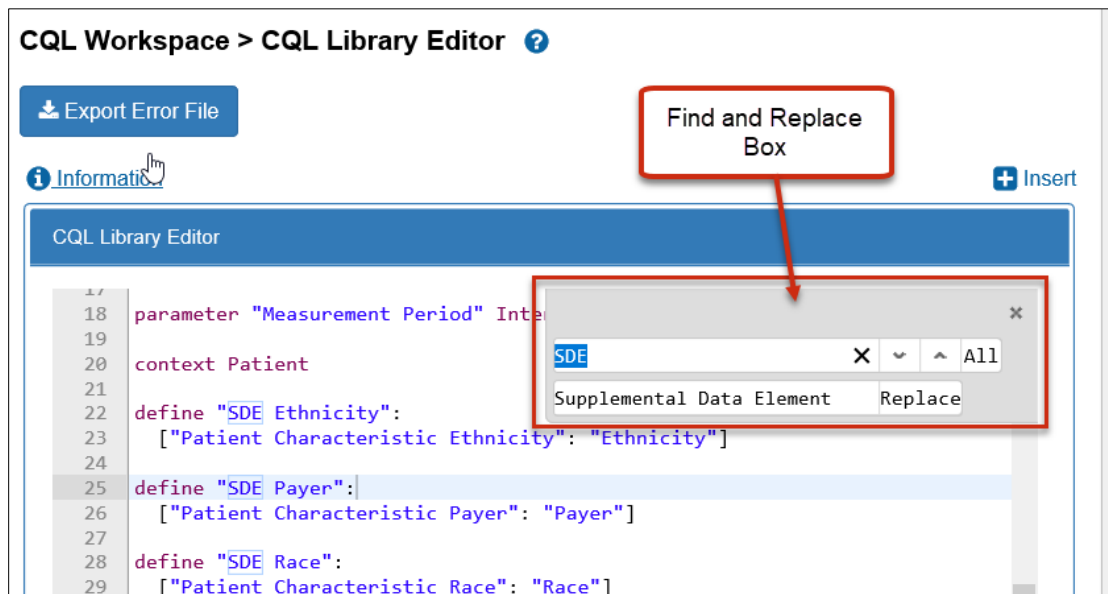 CQL Workspace > CQL Library Editor ?
Export Error File
Find and Replace
Box
i Information
Insert
CQL Library Editor
17
18 parameter "Measurement Period" Inte
19
20 context Patient
21
22 define "SDE Ethnicity":
23 ["Patient Characteristic Ethnicity": "Ethnicity"]
24
25 define "SDE Payer":
26 ["Patient Characteristic Payer": "Payer"]
27
28 define "SDE Race":
29 ["Patient Characteristic Race": "Race"]
SDE All
Supplemental Data Element Replace